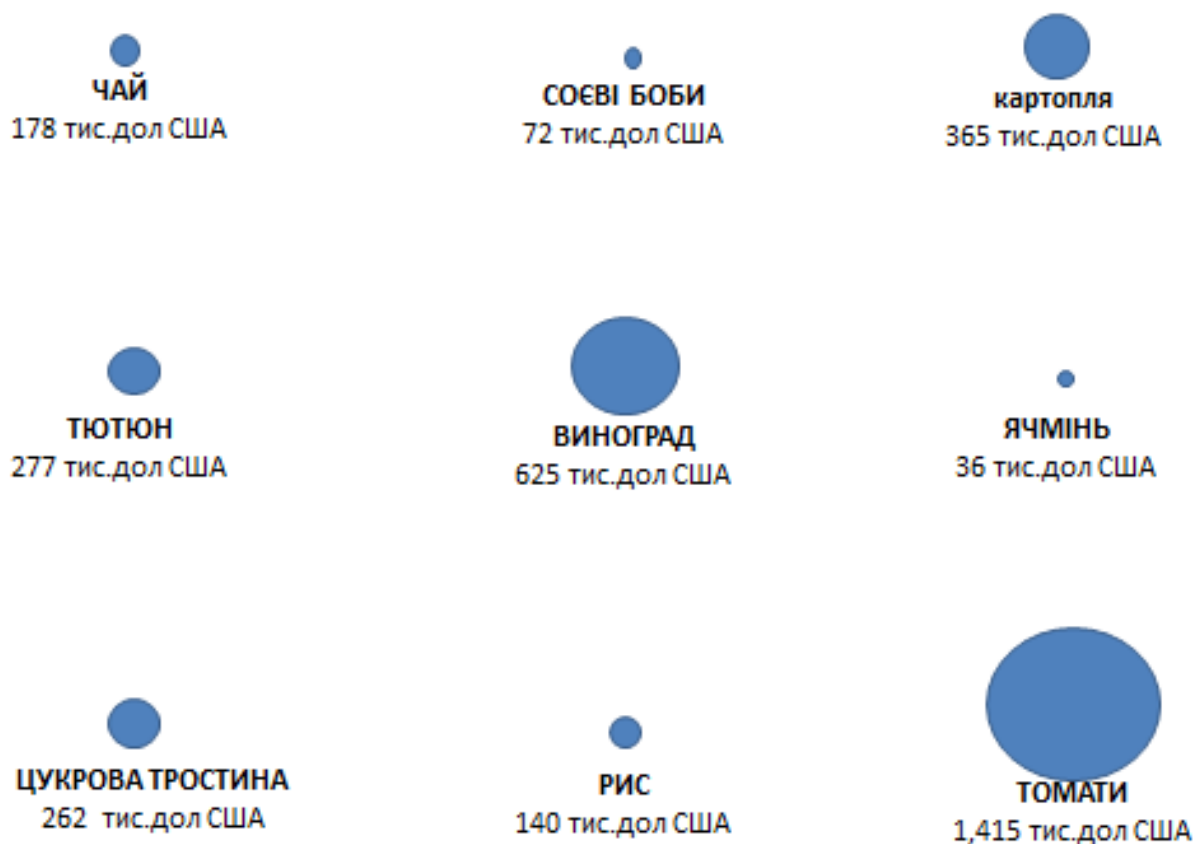 ЧАЙ
178 тис.дол США
СОЄВІ БОБИ
72 тис.дол США
картопля
365 тис.дол США
ТЮТЮН
277 тис.дол США
ВИНОГРАД
625 тис.дол США
ЯЧМІНЬ
36 тис.дол США
ЦУКРОВА ТРОСТИНА
262 тис.дол США
РИС
140 тис.дол США
ТОМАТИ
1,415 тис.дол США